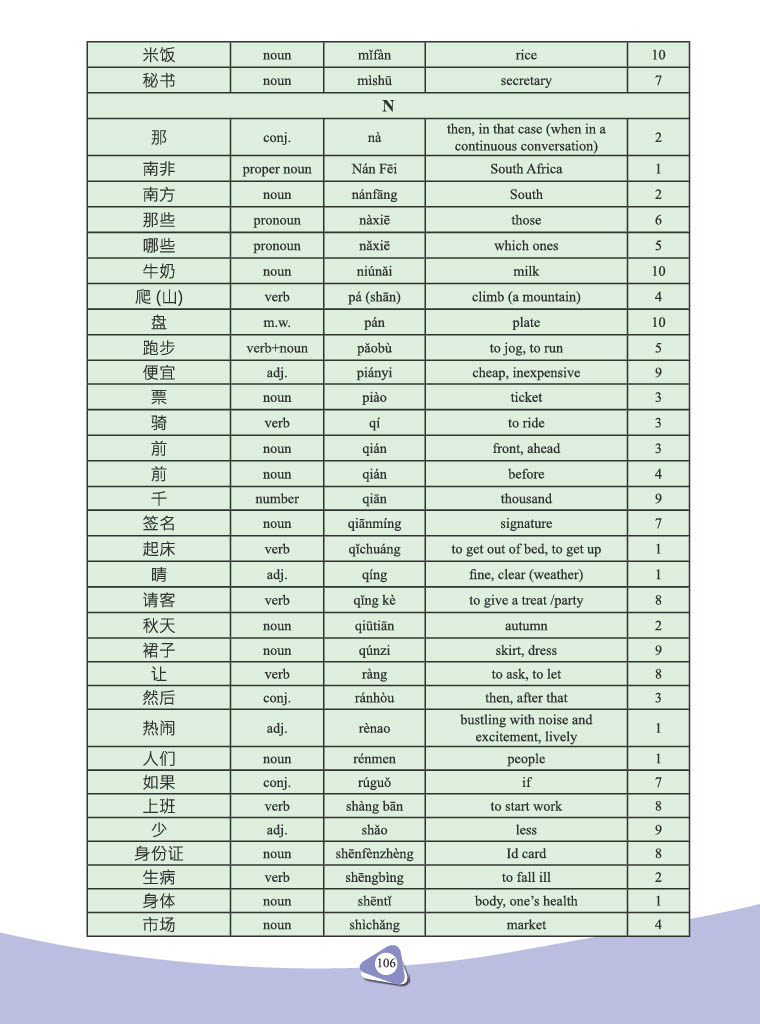 米饭 noun mǐfàn rice 10
秘书 noun mìshū secretary 7
N
那 conj. nà then, in that case (when in a
continuous conversation) 2
南非 proper noun Nán Fēi South Africa 1
南方 noun nánfāng South 2
那些 pronoun nàxiē those 6
哪些 pronoun nǎxiē which ones 5
牛奶 noun niúnǎi milk 10
爬 (山) verb pá (shān) climb (a mountain) 4
盘 m.w. pán plate 10
跑步 verb+noun pǎobù to jog, to run 5
便宜 adj. piányi cheap, inexpensive 9
票 noun piào ticket 3
骑 verb qí to ride 3
前 noun qián front, ahead 3
前 noun qián before 4
千 number qiān thousand 9
签名 noun qiānmíng signature 7
起床 verb qǐchuáng to get out of bed, to get up 1
晴 adj. qíng fine, clear (weather) 1
请客 verb qǐng kè to give a treat /party 8
秋天 noun qiūtiān autumn 2
裙子 noun qúnzi skirt, dress 9
让 verb ràng to ask, to let 8
然后 conj. ránhòu then, after that 3
热闹 adj. rènao bustling with noise and
excitement, lively 1
人们 noun rénmen people 1
如果 conj. rúguǒ if 7
上班 verb shàng bān to start work 8
少 adj. shǎo less 9
身份证 noun shēnfènzhèng Id card 8
生病 verb shēngbìng to fall ill 2
身体 noun shēntǐ body, one’s health 1
市场 noun shìchǎng market 4
106